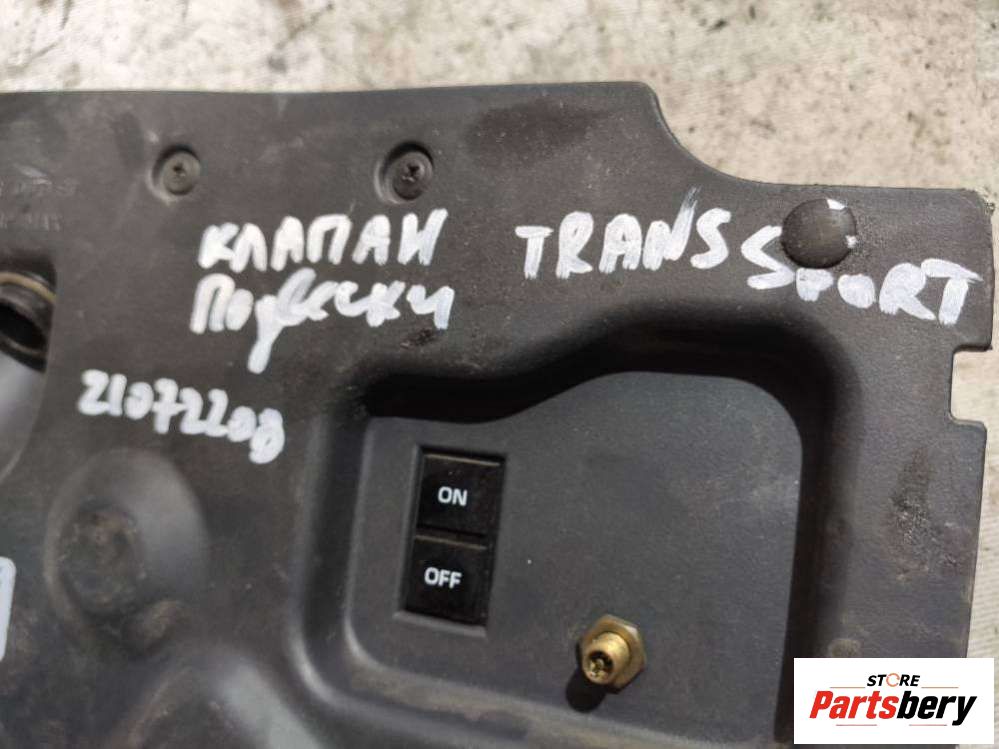 КЛАПАН
Подвески
TRANS
SPORT
21072208
ON
OFF
STORE
Partsbery